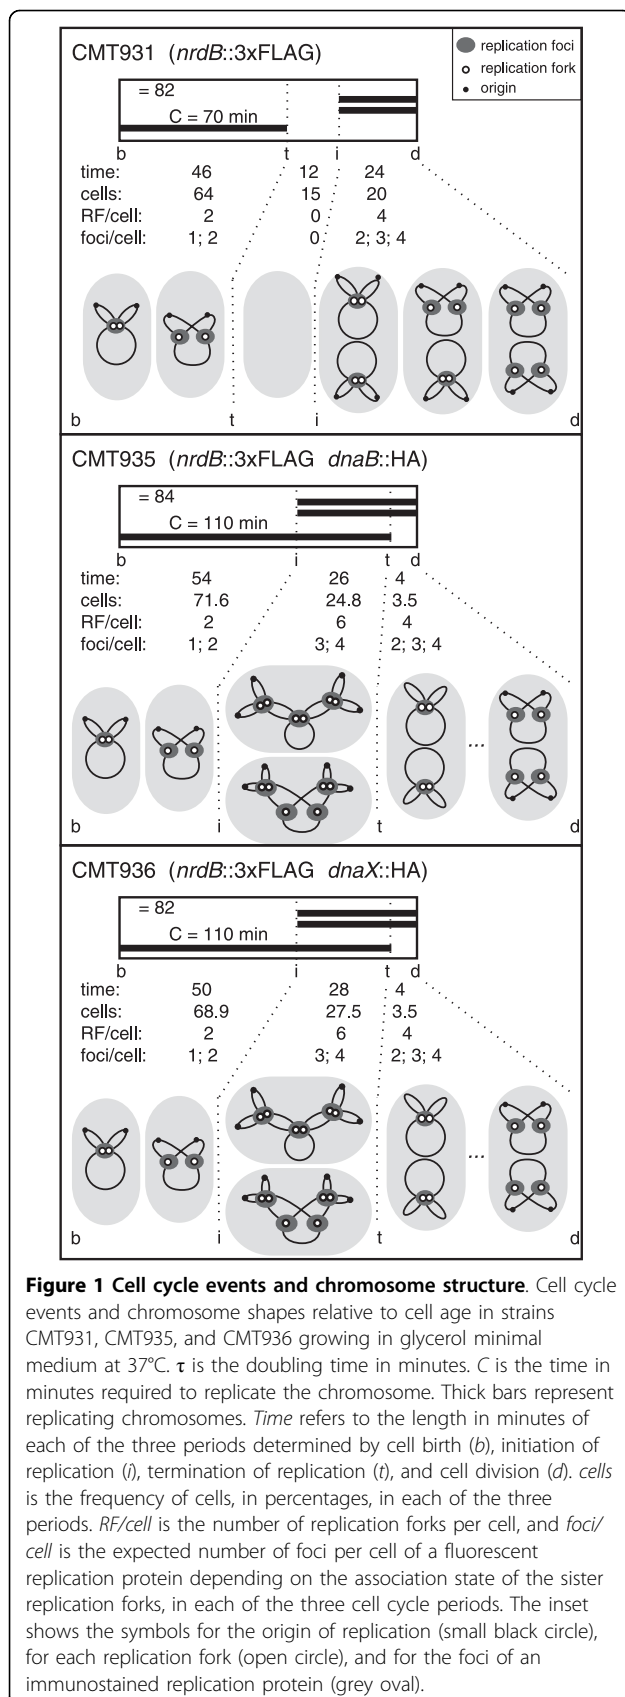 CMT931 (nrdB::3xFLAG)
replication foci
replication fork
origin
= 82
C = 70 min
b t i d
time: 46 12 24
cells: 64 15 20
RF/cell: 2 0 4
foci/cell: 1; 2 0 2; 3; 4
b t i d
CMT935 (nrdB::3xFLAG dnaB::HA)
= 84
C = 110 min
b i t d
time: 54 26 4
cells: 71.6 24.8 3.5
RF/cell: 2 6 4
foci/cell: 1; 2 3; 4 2; 3; 4
...
b i t d
CMT936 (nrdB::3xFLAG dnaX::HA)
= 82
C = 110 min
b i t d
time: 50 28 4
cells: 68.9 27.5 3.5
RF/cell: 2 6 4
foci/cell: 1; 2 3; 4 2; 3; 4
...
b i t d
Figure 1 Cell cycle events and chromosome structure. Cell cycle
events and chromosome shapes relative to cell age in strains
CMT931, CMT935, and CMT936 growing in glycerol minimal
medium at 37°C. τ is the doubling time in minutes. C is the time in
minutes required to replicate the chromosome. Thick bars represent
replicating chromosomes. Time refers to the length in minutes of
each of the three periods determined by cell birth (b), initiation of
replication (i), termination of replication (t), and cell division (d). cells
is the frequency of cells, in percentages, in each of the three
periods. RF/cell is the number of replication forks per cell, and foci/
cell is the expected number of foci per cell of a fluorescent
replication protein depending on the association state of the sister
replication forks, in each of the three cell cycle periods. The inset
shows the symbols for the origin of replication (small black circle),
for each replication fork (open circle), and for the foci of an
immunostained replication protein (grey oval).